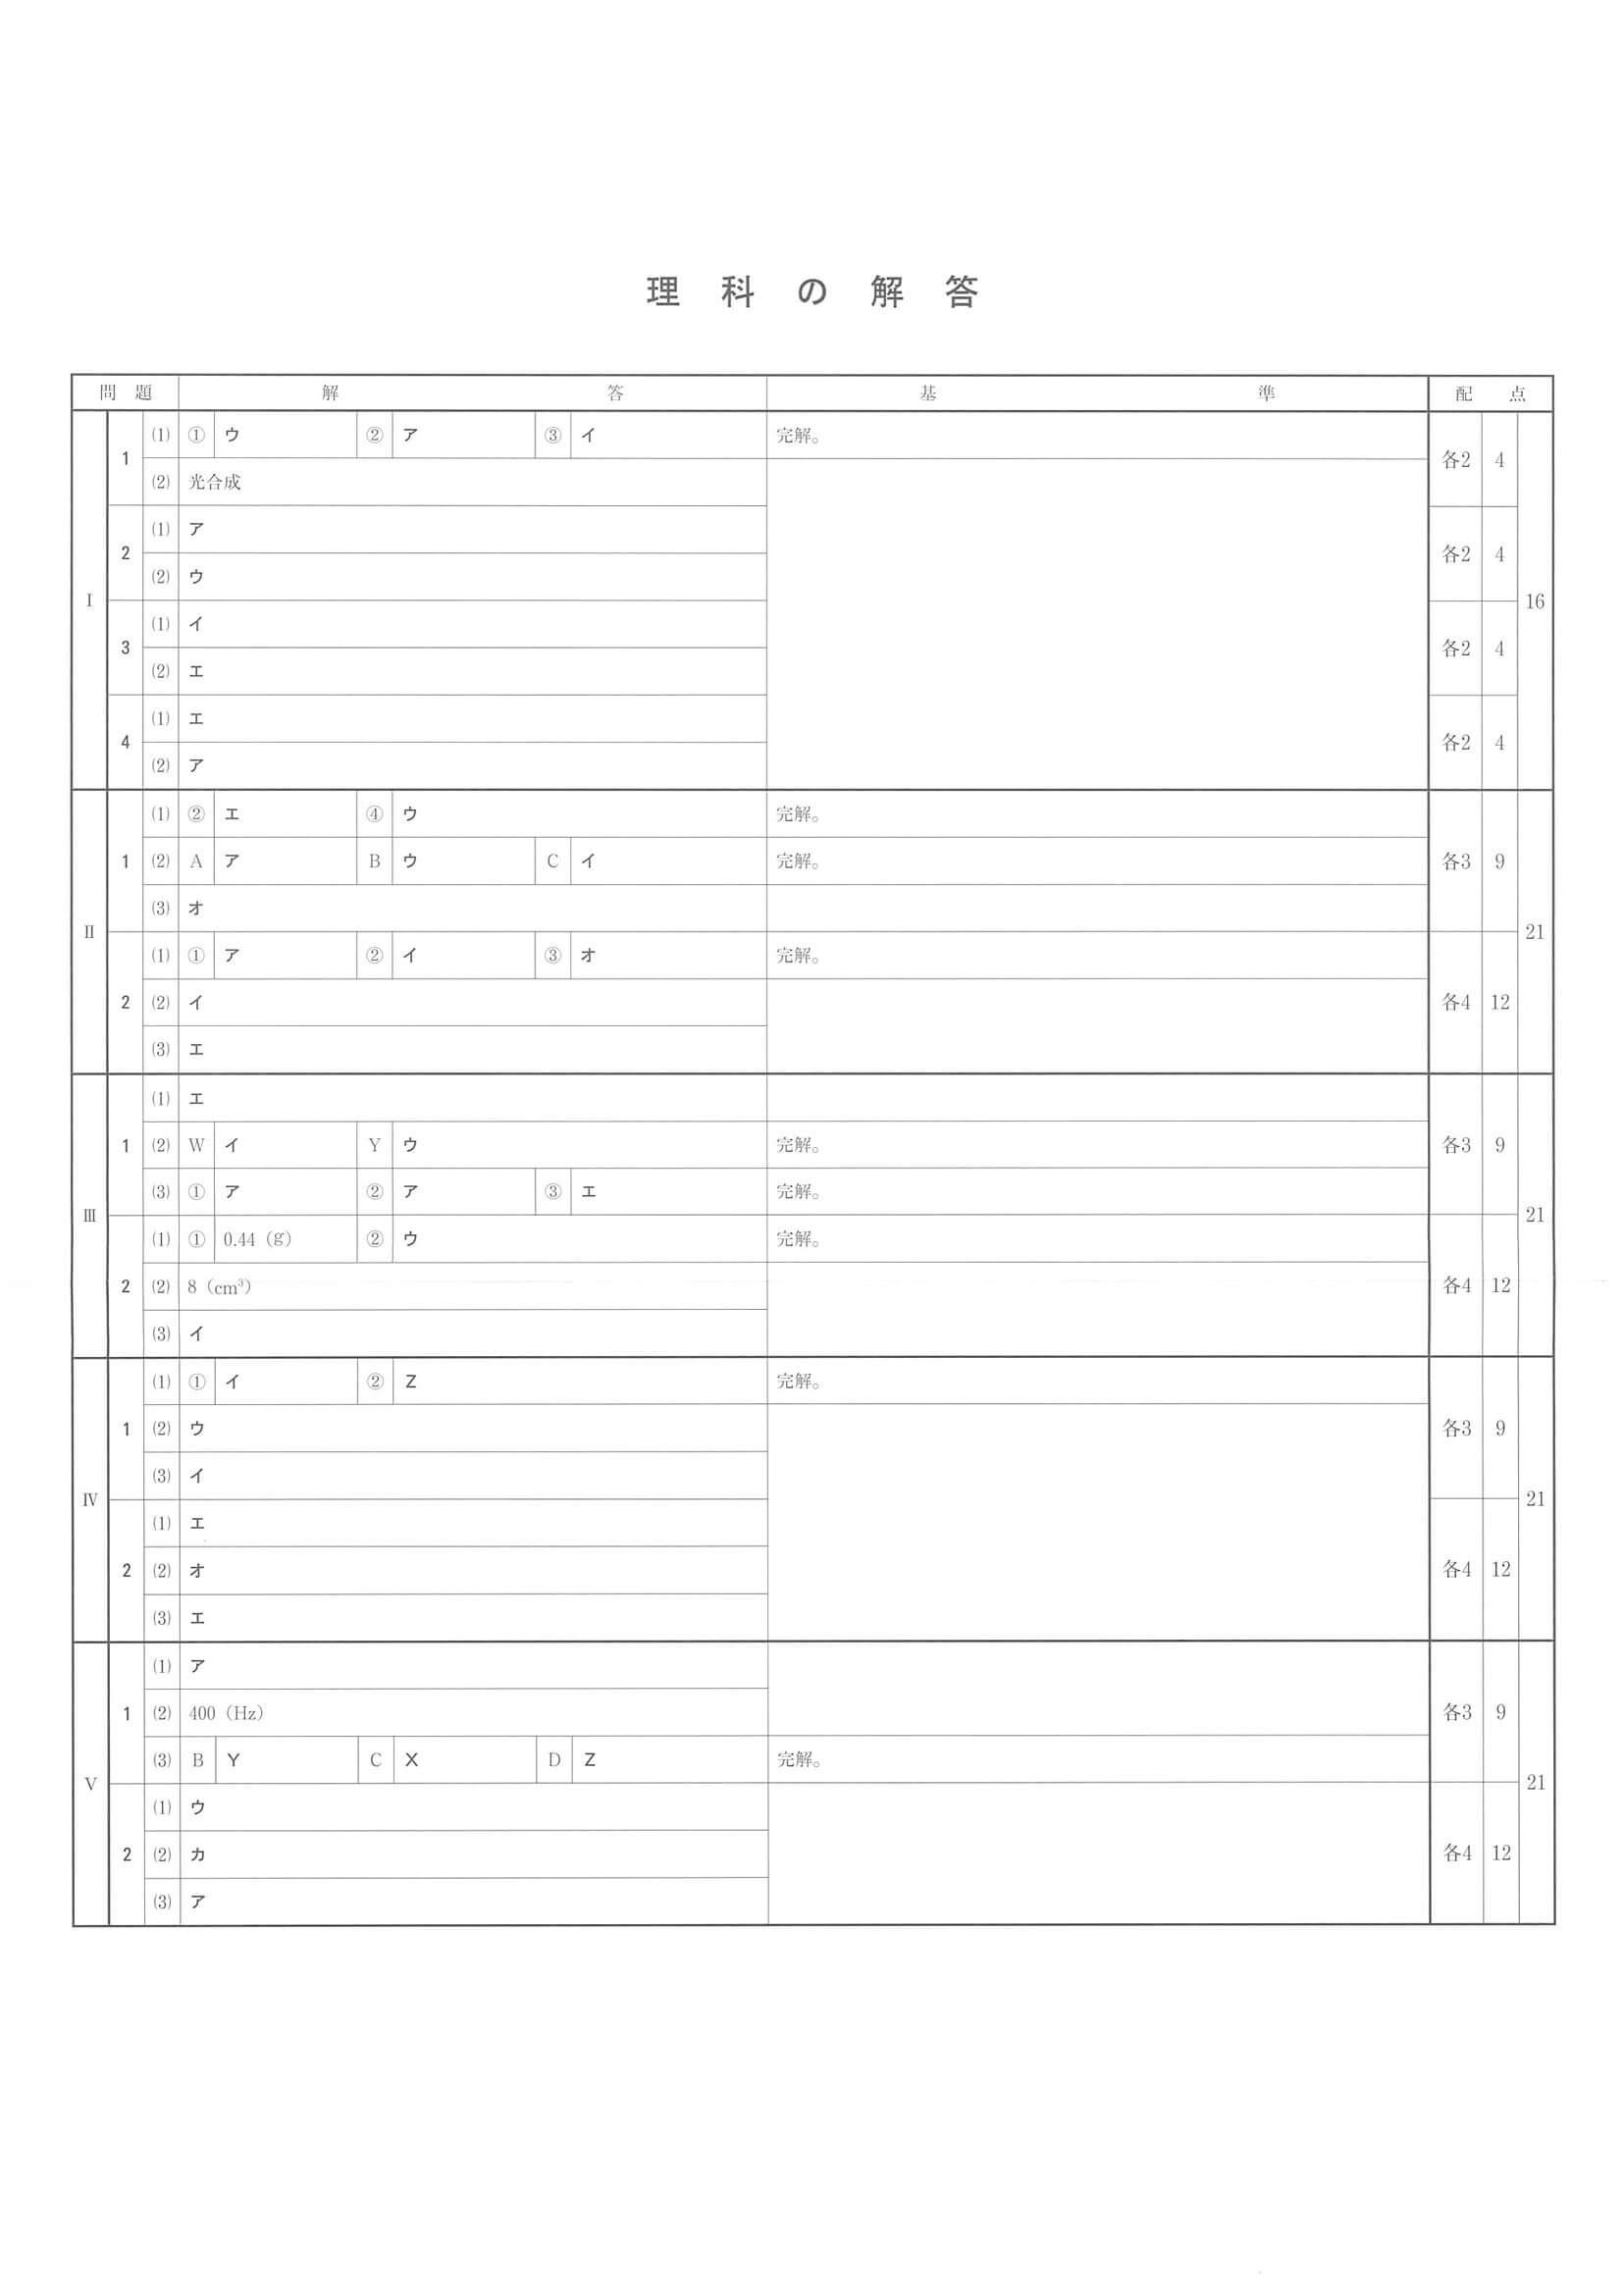 理科の解答
問題 解答 基準 配点
Ⅰ 1 (1) ① ウ ② ア ③ イ 完解。 各2 4 16
(2) 光合成
2 (1) ア 各2 4
(2) ウ
3 (1) イ 各2 4
(2) エ
4 (1) エ 各2 4
(2) ア
Ⅱ 1 (1) ② エ ④ ウ 完解。 各3 9 21
(2) A ア B ウ C イ 完解。
(3) オ
2 (1) ① ア ② イ ③ オ 完解。 各4 12
(2) イ
(3) エ
Ⅲ 1 (1) エ 各3 9 21
(2) W イ Y ウ 完解。
(3) ① ア ② ア ③ エ 完解。
2 (1) ① 0.44（g） ② ウ 完解。 各4 12
(2) 8（cm³）
(3) イ
Ⅳ 1 (1) ① イ ② Z 完解。 各3 9 21
(2) ウ
(3) イ
2 (1) エ 各4 12
(2) オ
(3) エ
Ⅴ 1 (1) ア 各3 9 21
(2) 400（Hz）
(3) B Y C X D Z 完解。
2 (1) ウ 各4 12
(2) カ
(3) ア